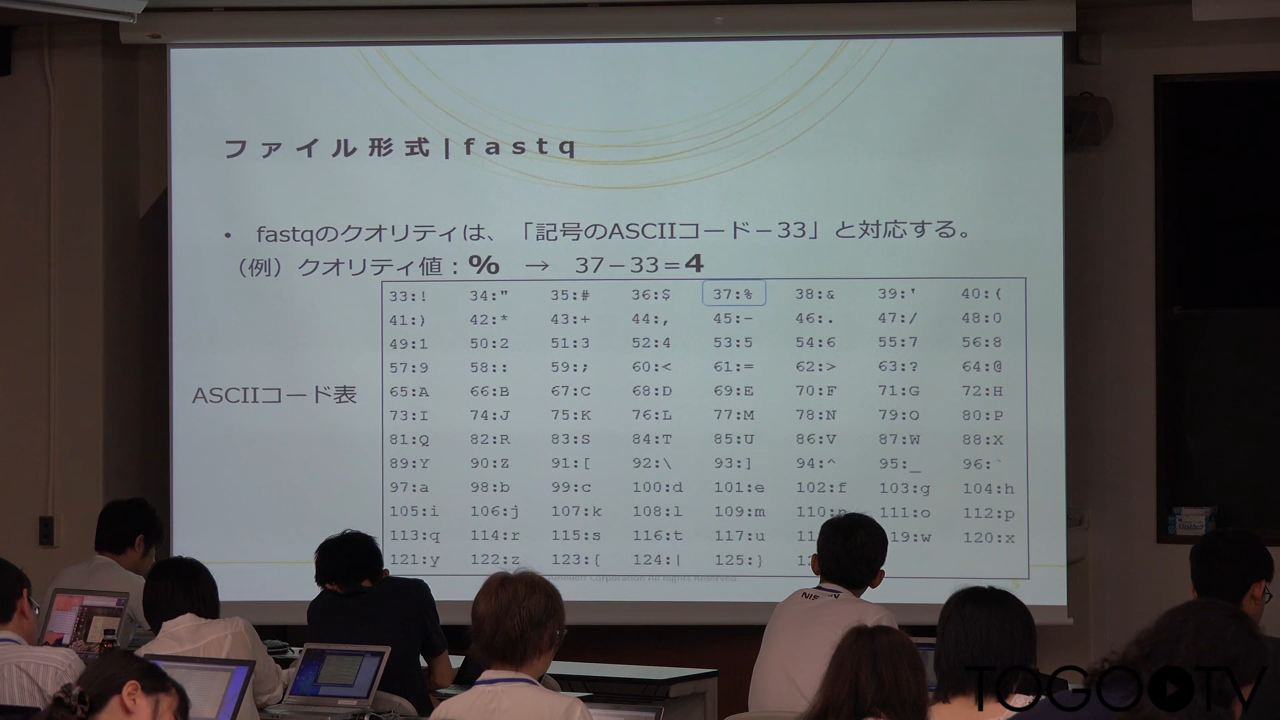 ファイル形式|fastq
• fastqのクオリティは、「記号のASCIIコード－33」と対応する。
（例）クオリティ値：% → 37－33＝4
ASCIIコード表
33:! 34:" 35:# 36:$ 37:% 38:& 39:' 40:(
41:) 42:* 43:+ 44:, 45:- 46:. 47:/ 48:0
49:1 50:2 51:3 52:4 53:5 54:6 55:7 56:8
57:9 58:: 59:; 60:< 61:= 62:> 63:? 64:@
65:A 66:B 67:C 68:D 69:E 70:F 71:G 72:H
73:I 74:J 75:K 76:L 77:M 78:N 79:O 80:P
81:Q 82:R 83:S 84:T 85:U 86:V 87:W 88:X
89:Y 90:Z 91:[ 92:\ 93:] 94:^ 95:_ 96:`
97:a 98:b 99:c 100:d 101:e 102:f 103:g 104:h
105:i 106:j 107:k 108:l 109:m 110:n 111:o 112:p
113:q 114:r 115:s 116:t 117:u 19:w 120:x
121:y 122:z 123:{ 124:| 125:}
Corporation All Rights Reserved.
TOGOTV